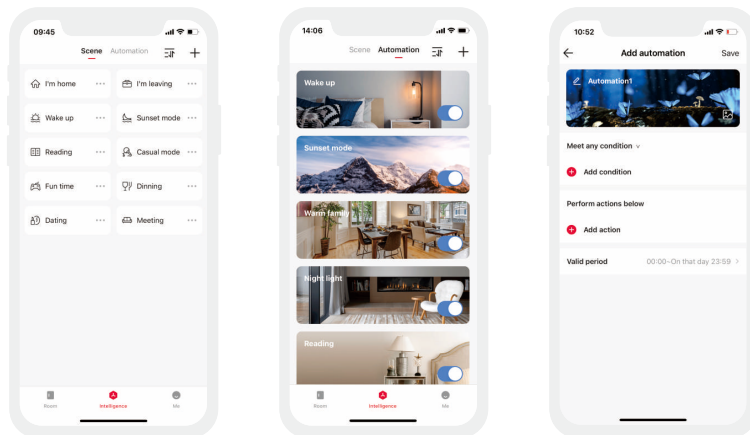 09:45
Scene Automation
I'm home
I'm leaving
Wake up
Sunset mode
Reading
Casual mode
Fun time
Dinning
Dating
Meeting
Room Intelligence Me
14:06
Scene Automation
Wake up
Sunset mode
Warm family
Night light
Reading
Room Intelligence Me
10:52
Add automation Save
Automation1
Meet any condition
Add condition
Perform actions below
Add action
Valid period 00:00-On that day 23:59